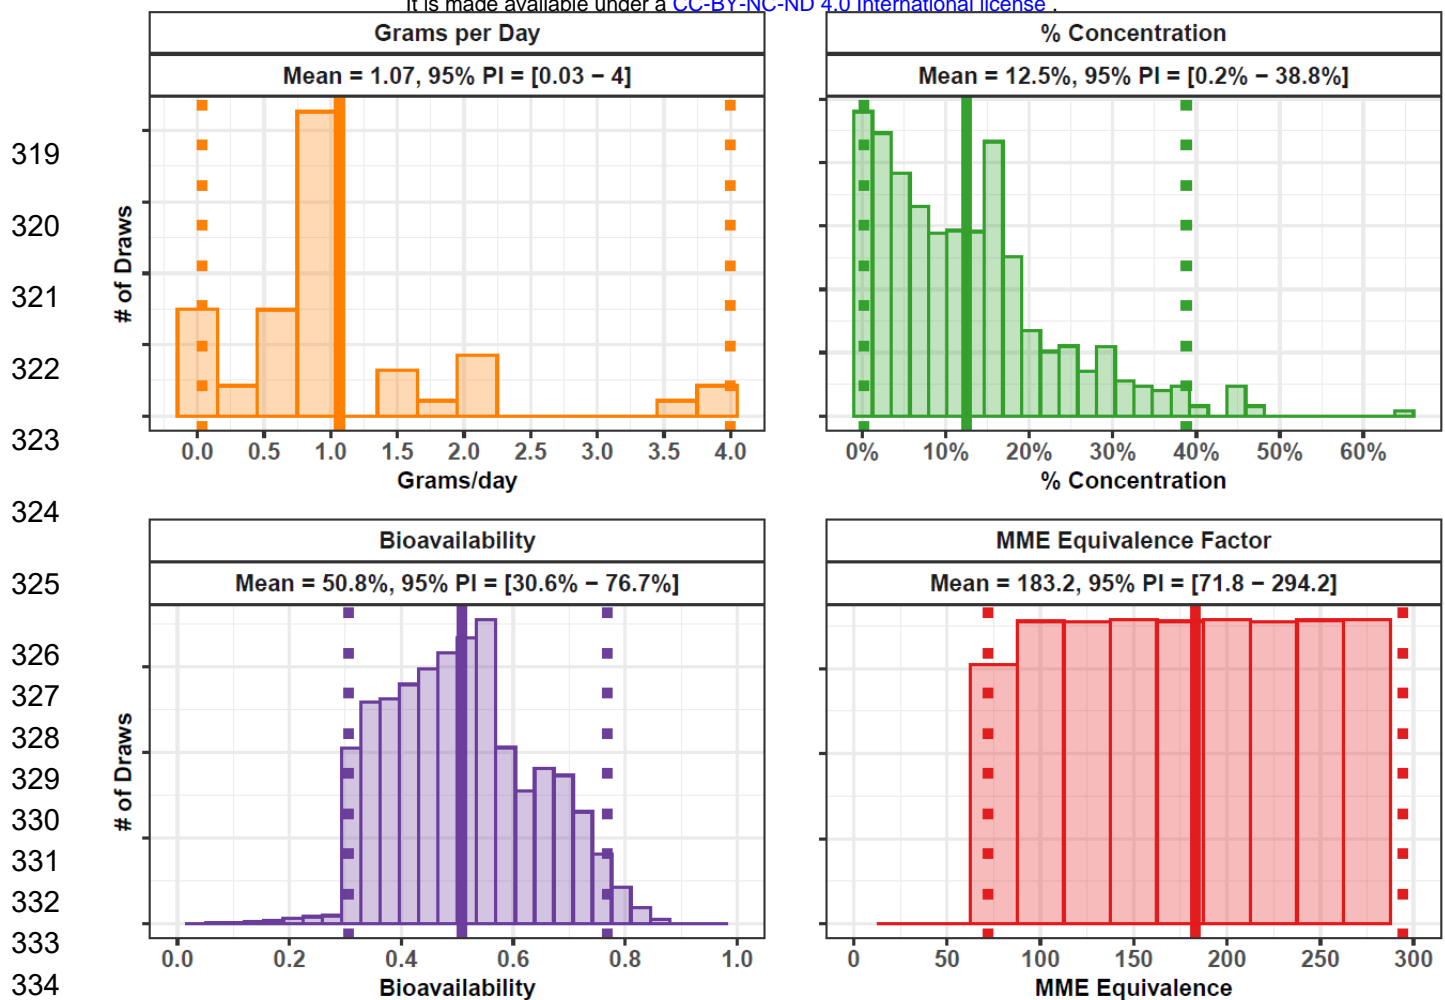 It is made available under a CC-BY-NC-ND 4.0 International license .
Grams per Day
Mean = 1.07, 95% PI = [0.03 − 4]
% Concentration
Mean = 12.5%, 95% PI = [0.2% − 38.8%]
# of Draws
0.0 0.5 1.0 1.5 2.0 2.5 3.0 3.5 4.0
Grams/day
0% 10% 20% 30% 40% 50% 60%
% Concentration
Bioavailability
Mean = 50.8%, 95% PI = [30.6% − 76.7%]
MME Equivalence Factor
Mean = 183.2, 95% PI = [71.8 − 294.2]
# of Draws
0.0 0.2 0.4 0.6 0.8 1.0
Bioavailability
0 50 100 150 200 250 300
MME Equivalence
319
320
321
322
323
324
325
326
327
328
329
330
331
332
333
334